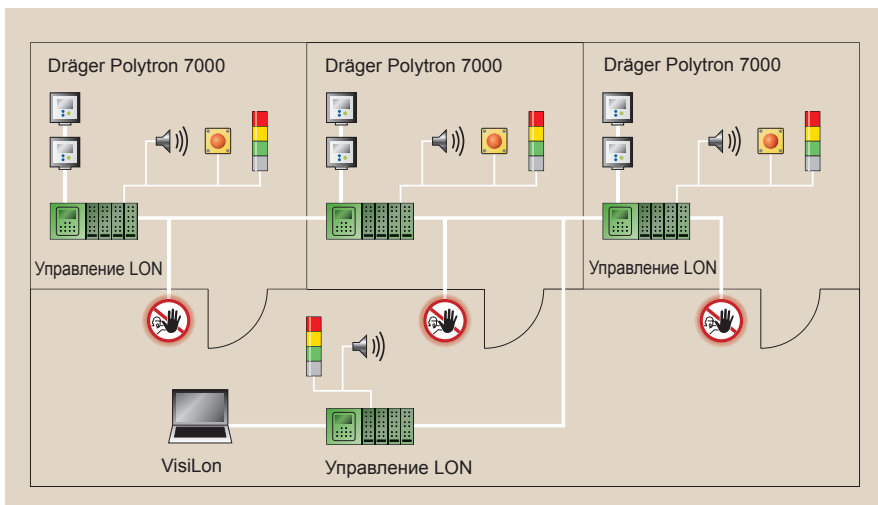 Dräger Polytron 7000
Dräger Polytron 7000
Dräger Polytron 7000
Управление LON
Управление LON
VisiLon
Управление LON